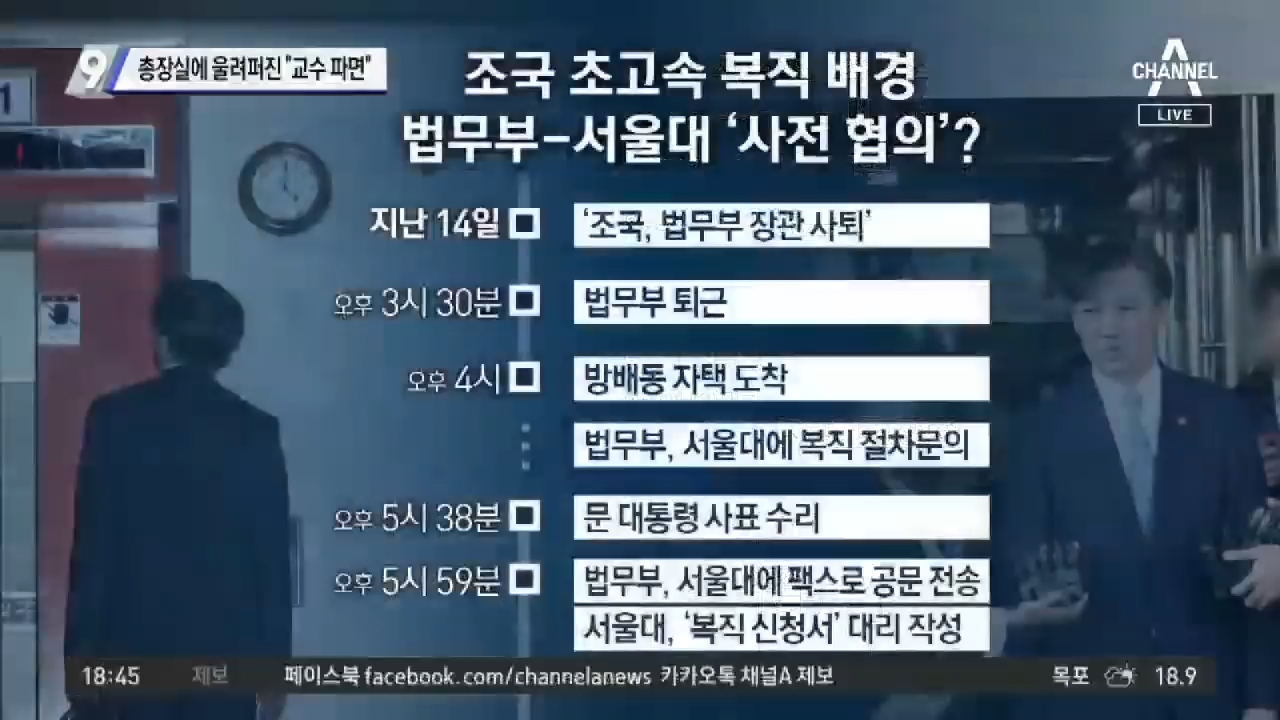 9 총장실에 울려퍼진 "교수 파면"
CHANNEL A
LIVE
1
조국 초고속 복직 배경
법무부-서울대 '사전 협의'?
지난 14일 '조국, 법무부 장관 사퇴'
오후 3시 30분 법무부 퇴근
오후 4시 방배동 자택 도착
법무부, 서울대에 복직 절차문의
오후 5시 38분 문 대통령 사표 수리
오후 5시 59분 법무부, 서울대에 팩스로 공문 전송
서울대, '복직 신청서' 대리 작성
18:45 제보 페이스북 facebook.com/channelanews 카카오톡 채널A 제보 목포 18.9